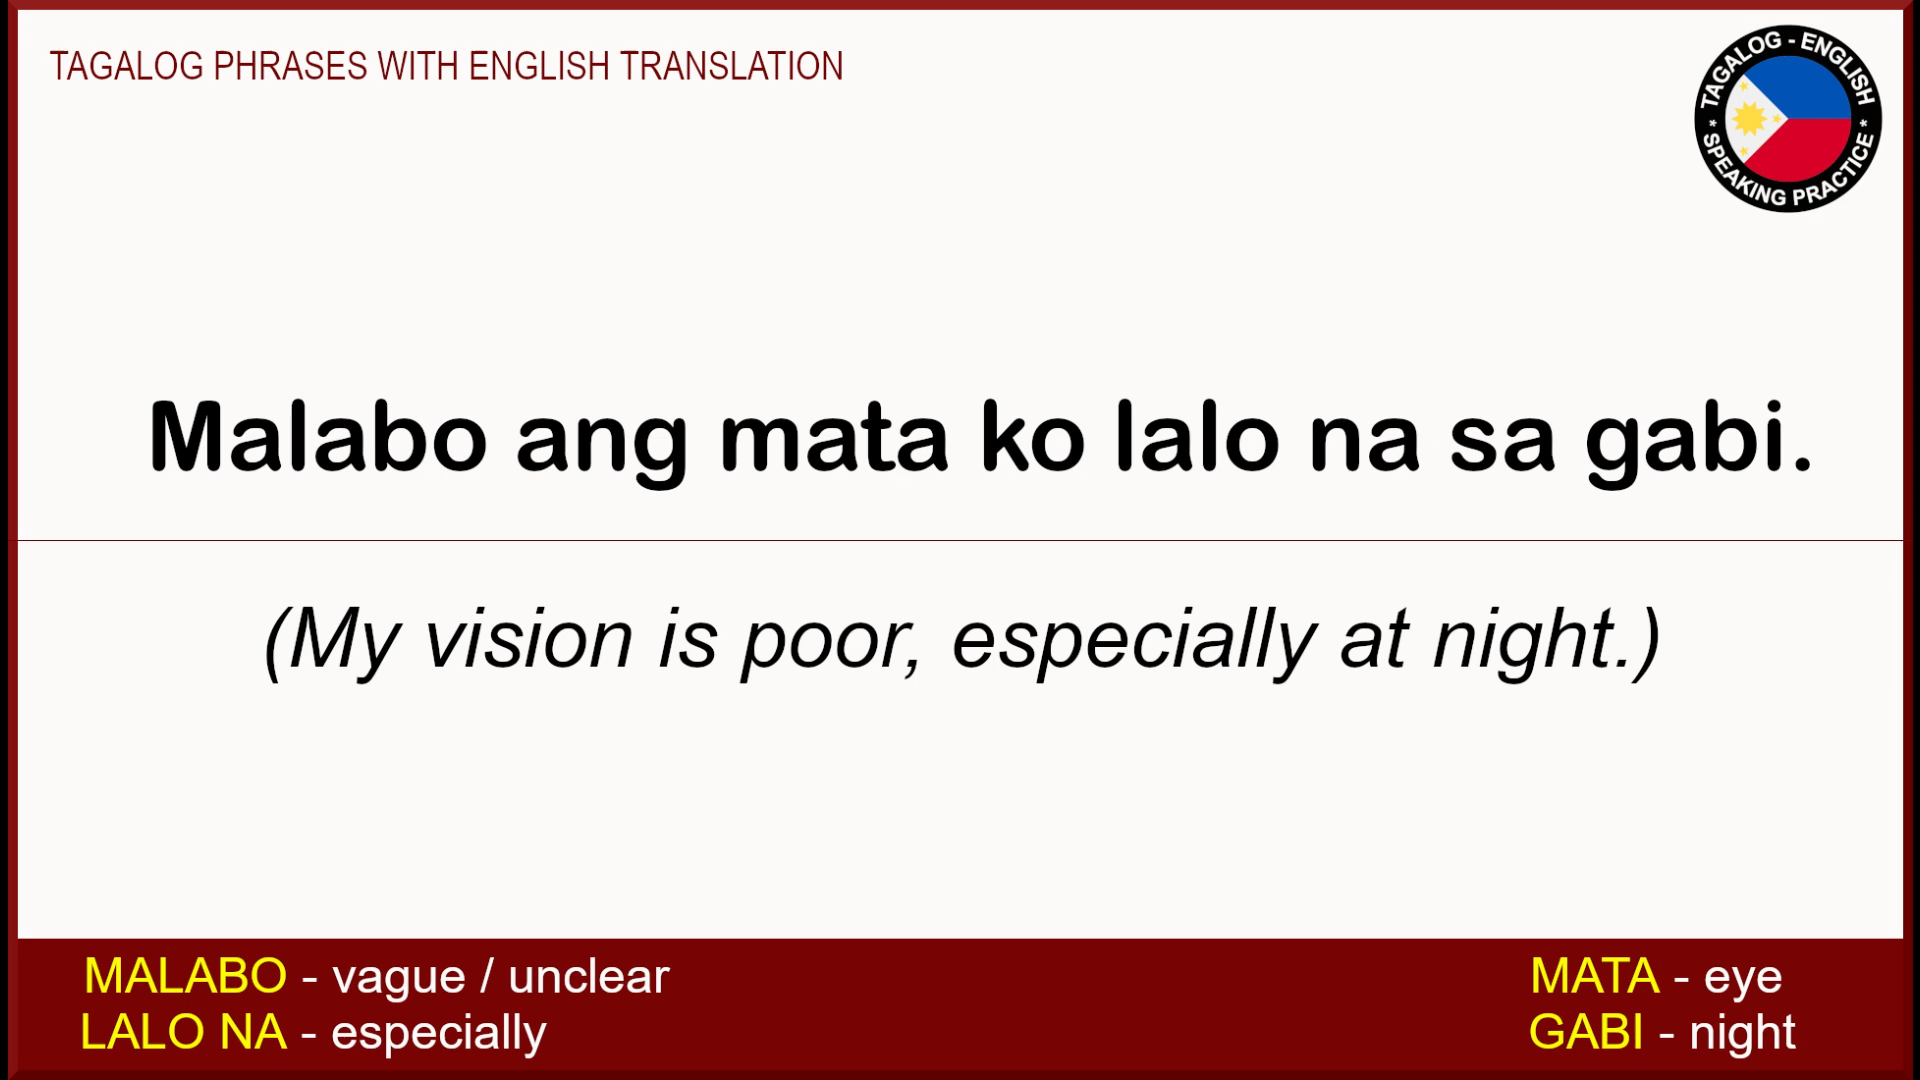 TAGALOG PHRASES WITH ENGLISH TRANSLATION
TAGALOG - ENGLISH
* SPEAKING PRACTICE *
Malabo ang mata ko lalo na sa gabi.
(My vision is poor, especially at night.)
MALABO - vague / unclear
LALO NA - especially
MATA - eye
GABI - night